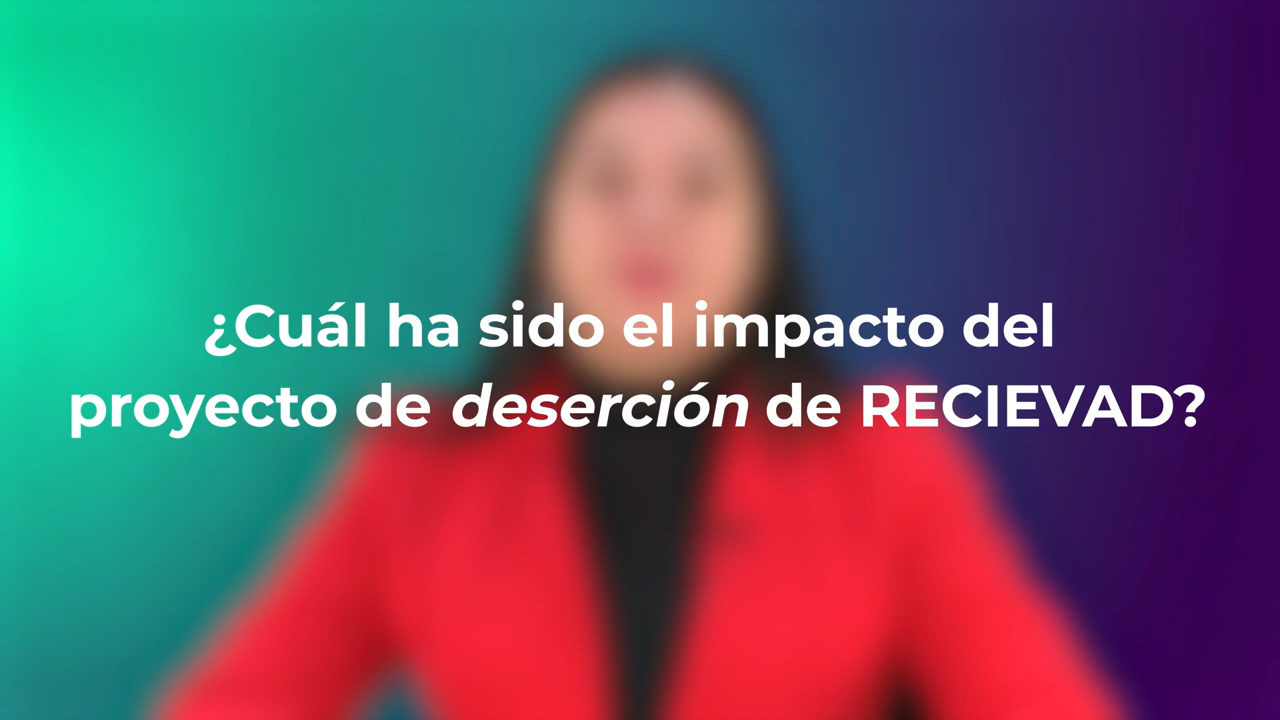 ¿Cuál ha sido el impacto del
proyecto de deserción de RECIEVAD?